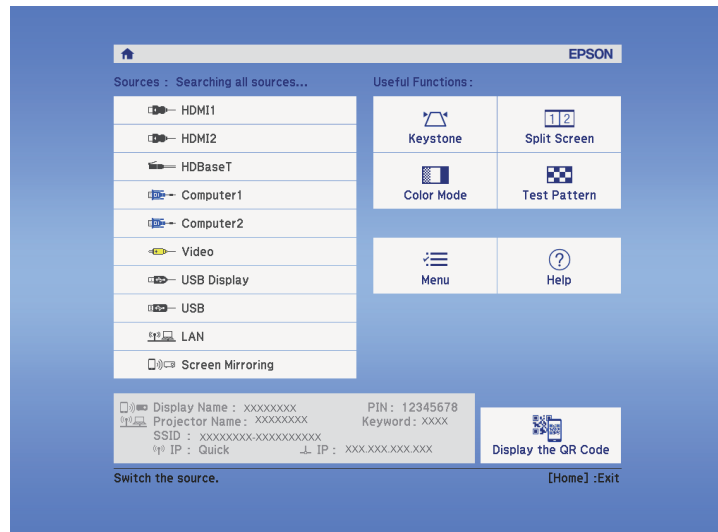 EPSON
Sources : Searching all sources...
HDMI1
HDMI2
HDBaseT
Computer1
Computer2
Video
USB Display
USB
LAN
Screen Mirroring
Useful Functions :
Keystone
1 2
Split Screen
Color Mode
Test Pattern
Menu
?
Help
Display Name : XXXXXXXX PIN : 12345678
Projector Name : XXXXXXXX Keyword : XXXX
SSID : XXXXXXXX-XXXXXXXXXX
IP : Quick IP : XXX.XXX.XXX.XXX
Display the QR Code
Switch the source. [Home] :Exit